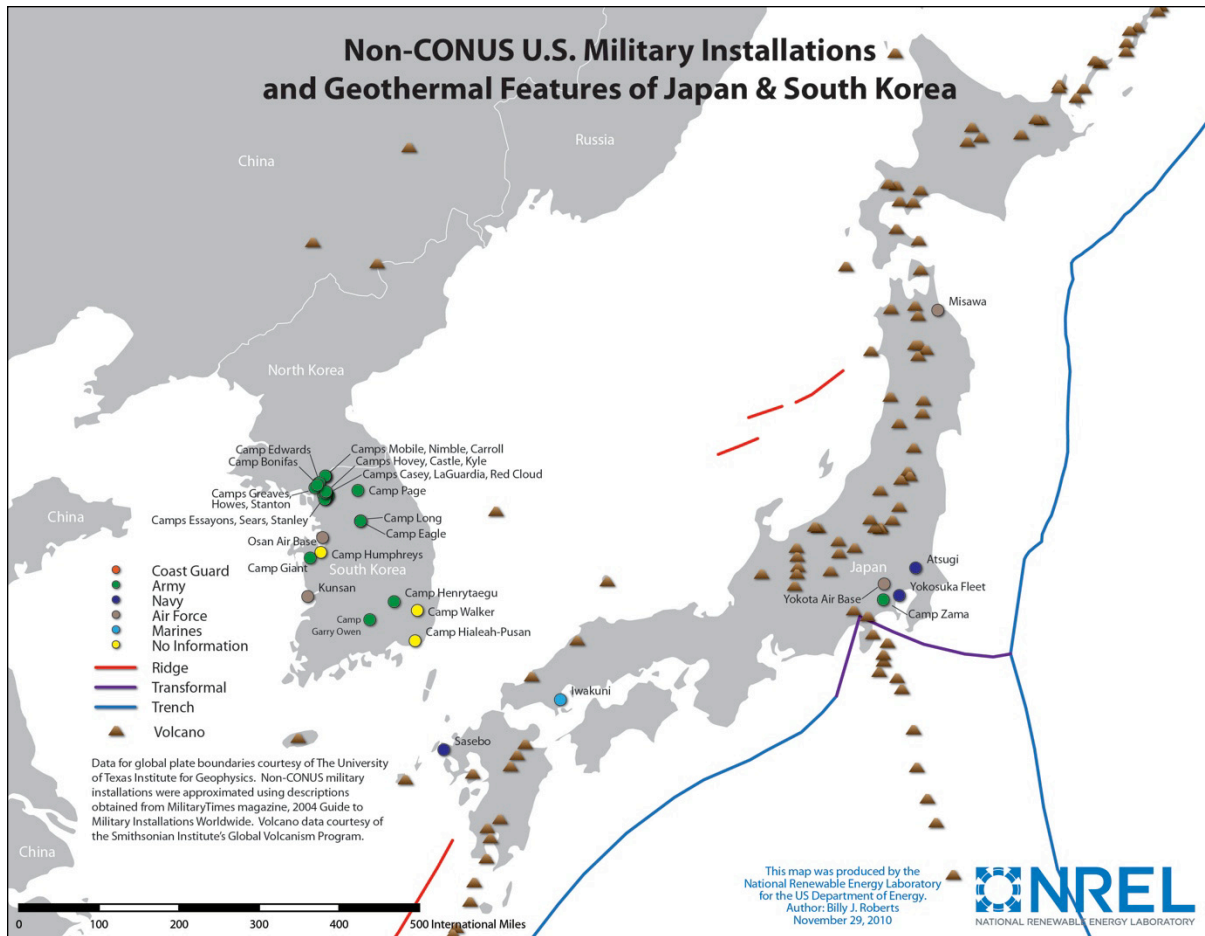 Non-CONUS U.S. Military Installations
and Geothermal Features of Japan & South Korea
China
Russia
North Korea
Misawa
Camp Edwards
Camp Bonifas
Camps Mobile, Nimble, Carroll
Camps Hovey, Castle, Kyle
Camps Casey, LaGuardia, Red Cloud
Camps Greaves,
Howes, Stanton
Camp Page
Camps Essayons, Sears, Stanley
Camp Long
Camp Eagle
Osan Air Base
Camp Humphreys
Camp Giant
South Korea
Kunsan
Camp Henrytaegu
Camp Walker
Camp
Garry Owen
Camp Hialeah-Pusan
China
Japan
Atsugi
Yokosuka Fleet
Yokota Air Base
Camp Zama
Iwakuni
Sasebo
Coast Guard
Army
Navy
Air Force
Marines
No Information
Ridge
Transformal
Trench
Volcano
Data for global plate boundaries courtesy of The University
of Texas Institute for Geophysics. Non-CONUS military
installations were approximated using descriptions
obtained from MilitaryTimes magazine, 2004 Guide to
Military Installations Worldwide. Volcano data courtesy of
the Smithsonian Institute's Global Volcanism Program.
China
0 100 200 300 400 500 International Miles
This map was produced by the
National Renewable Energy Laboratory
for the US Department of Energy.
Author: Billy J. Roberts
November 29, 2010
NREL
NATIONAL RENEWABLE ENERGY LABORATORY